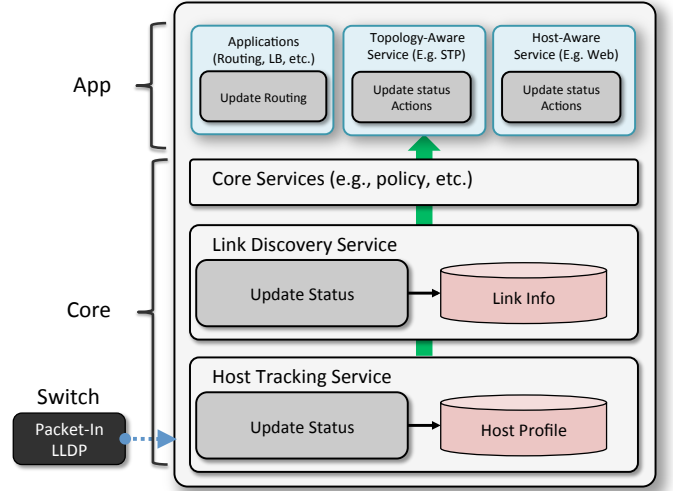 App
Applications
(Routing, LB, etc.)
Update Routing
Topology-Aware
Service (E.g. STP)
Update status
Actions
Host-Aware
Service (E.g. Web)
Update status
Actions
Core
Core Services (e.g., policy, etc.)
Link Discovery Service
Update Status
Link Info
Host Tracking Service
Update Status
Host Profile
Switch
Packet-In
LLDP